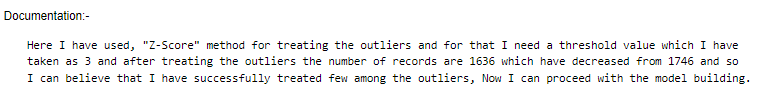 Documentation:-
Here I have used, "Z-Score" method for treating the outliers and for that I need a threshold value which I have
taken as 3 and after treating the outliers the number of records are 1636 which have decreased from 1746 and so
I can believe that I have successfully treated few among the outliers, Now I can proceed with the model building.